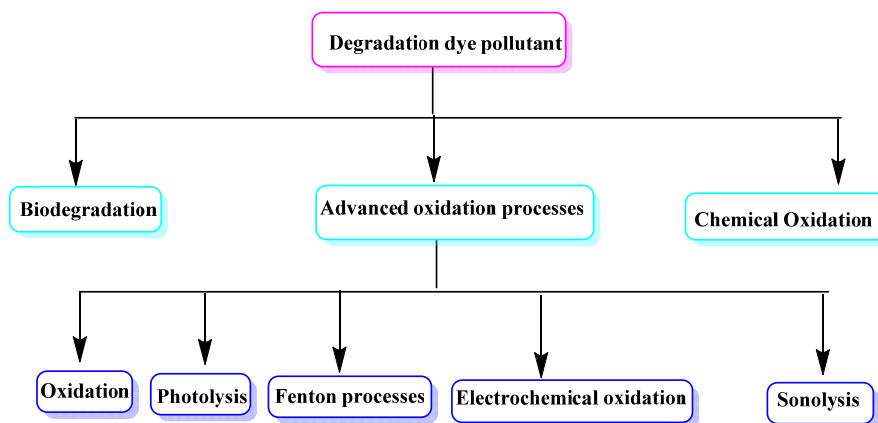 Degradation dye pollutant
Biodegradation
Advanced oxidation processes
Chemical Oxidation
Oxidation
Photolysis
Fenton processes
Electrochemical oxidation
Sonolysis